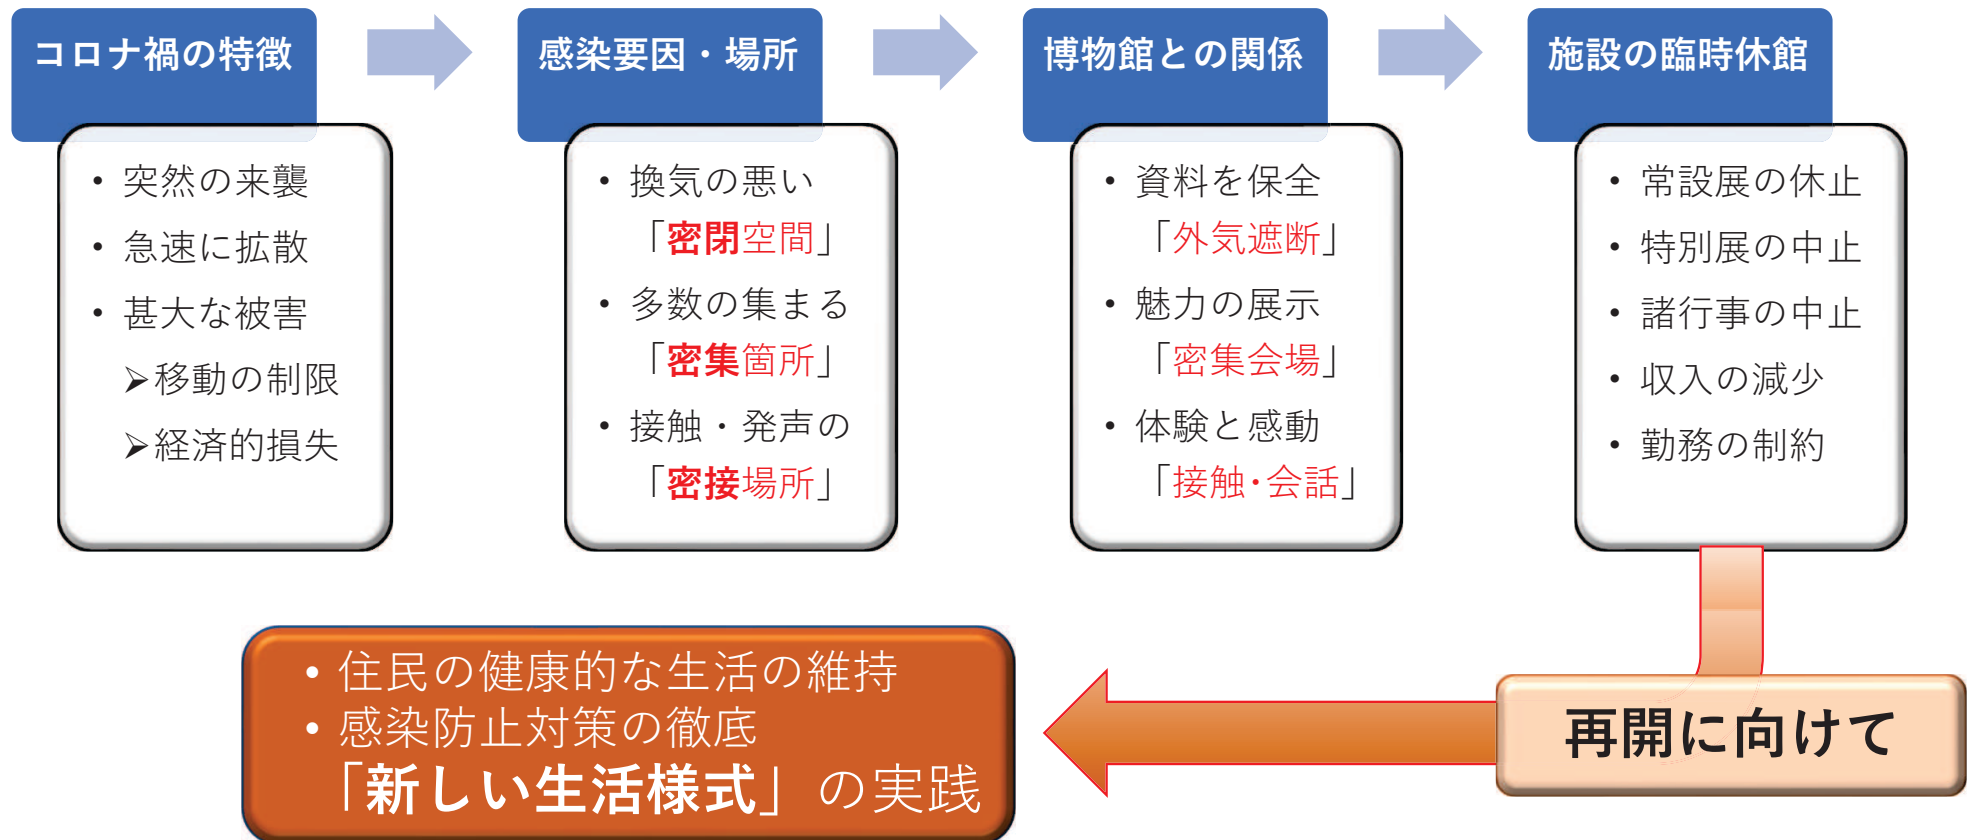 コロナ禍の特徴
• 突然の来襲
• 急速に拡散
• 甚大な被害
➢移動の制限
➢経済的損失
感染要因・場所
• 換気の悪い
「密閉空間」
• 多数の集まる
「密集箇所」
• 接触・発声の
「密接場所」
博物館との関係
• 資料を保全
「外気遮断」
• 魅力の展示
「密集会場」
• 体験と感動
「接触・会話」
施設の臨時休館
• 常設展の休止
• 特別展の中止
• 諸行事の中止
• 収入の減少
• 勤務の制約
再開に向けて
• 住民の健康的な生活の維持
• 感染防止対策の徹底
「新しい生活様式」の実践